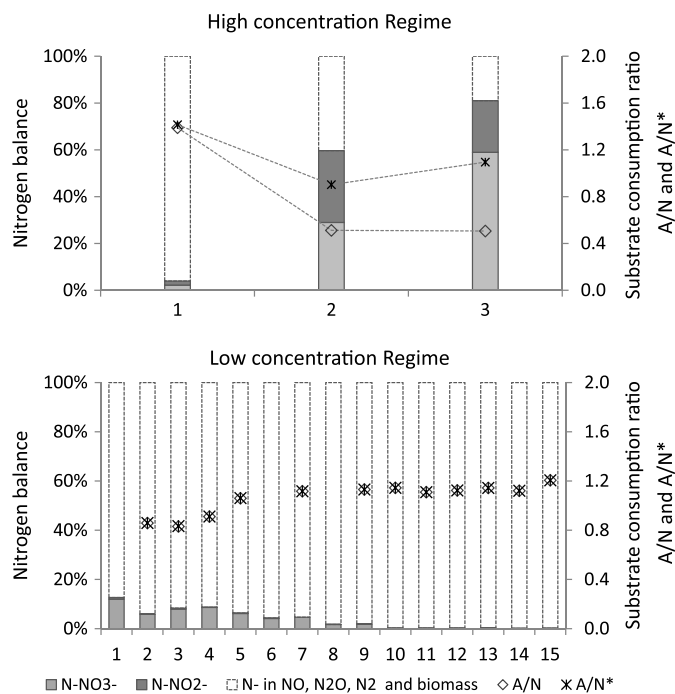 High concentration Regime
100%
80%
60%
40%
20%
0%
Nitrogen balance
2.0
1.6
1.2
0.8
0.4
0.0
Substrate consumption ratio
A/N and A/N*
1 2 3
Low concentration Regime
100%
80%
60%
40%
20%
0%
Nitrogen balance
2.0
1.6
1.2
0.8
0.4
0.0
Substrate consumption ratio
A/N and A/N*
1 2 3 4 5 6 7 8 9 10 11 12 13 14 15
N-NO3- N-NO2- N- in NO, N2O, N2 and biomass A/N A/N*